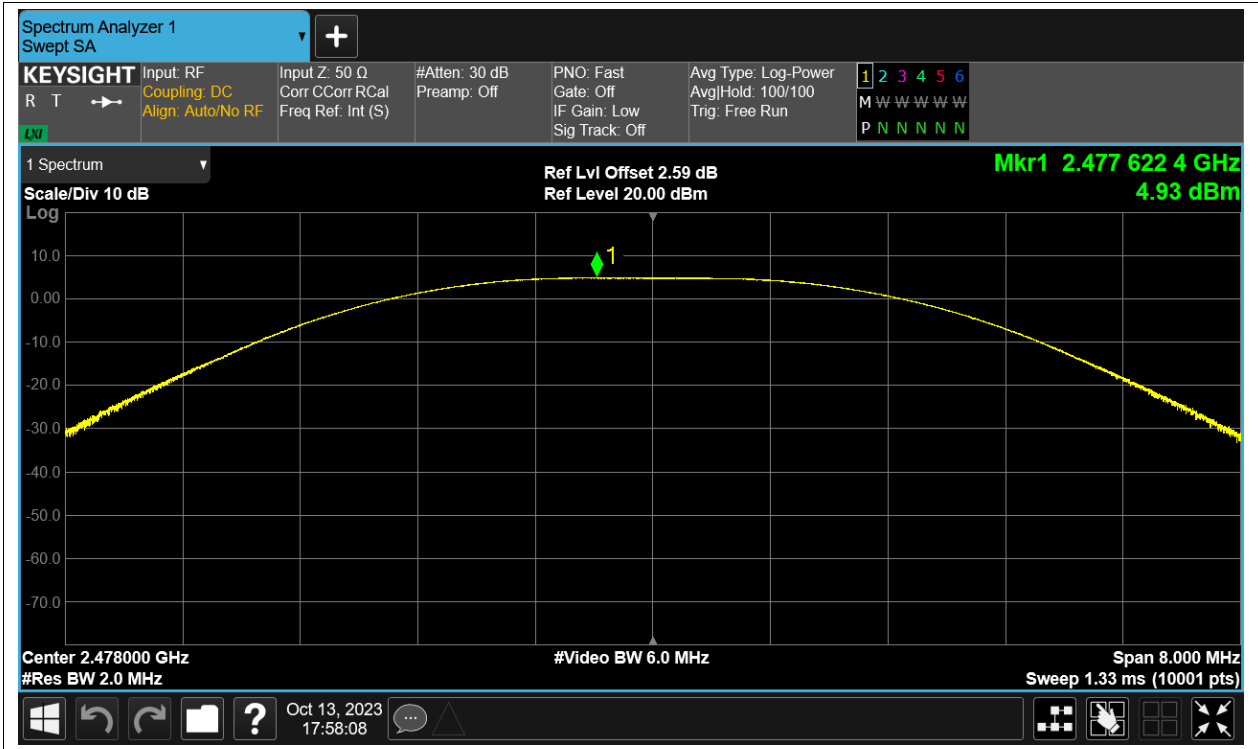 Spectrum Analyzer 1
Swept SA
KEYSIGHT
R T
LXI
Input: RF
Coupling: DC
Align: Auto/No RF
Input Z: 50 Ω
Corr CCorr RCal
Freq Ref: Int (S)
#Atten: 30 dB
Preamp: Off
PNO: Fast
Gate: Off
IF Gain: Low
Sig Track: Off
Avg Type: Log-Power
Avg|Hold: 100/100
Trig: Free Run
1 2 3 4 5 6
M W W W W W
P N N N N N
1 Spectrum
Scale/Div 10 dB
Log
Ref Lvl Offset 2.59 dB
Ref Level 20.00 dBm
Mkr1 2.477 622 4 GHz
4.93 dBm
1
10.0
0.00
-10.0
-20.0
-30.0
-40.0
-50.0
-60.0
-70.0
Center 2.478000 GHz
#Res BW 2.0 MHz
#Video BW 6.0 MHz
Span 8.000 MHz
Sweep 1.33 ms (10001 pts)
?
Oct 13, 2023
17:58:08